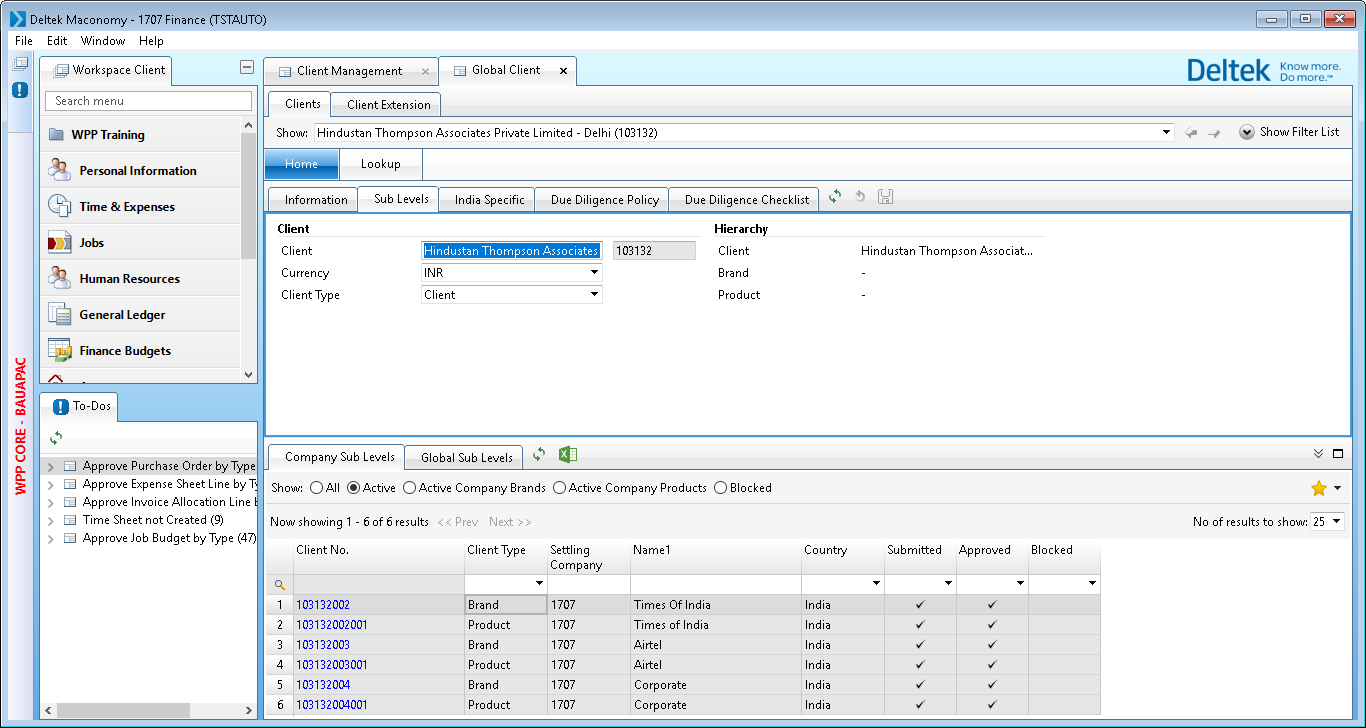 Deltek Maconomy - 1707 Finance (TSTAUTO)
File Edit Window Help
Workspace Client
Search menu
WPP Training
Personal Information
Time & Expenses
Jobs
Human Resources
General Ledger
Finance Budgets
WPP CORE - BAUAPAC
To-Dos
Approve Purchase Order by Type
Approve Expense Sheet Line by Ty
Approve Invoice Allocation Line b
Time Sheet not Created (9)
Approve Job Budget by Type (47)
Client Management Global Client
Deltek Know more.
Do more.™
Clients Client Extension
Show: Hindustan Thompson Associates Private Limited - Delhi (103132) Show Filter List
Home Lookup
Information Sub Levels India Specific Due Diligence Policy Due Diligence Checklist
Client Hierarchy
Client Hindustan Thompson Associates 103132 Client Hindustan Thompson Associat...
Currency INR Brand -
Client Type Client Product -
Company Sub Levels Global Sub Levels
Show: All Active Active Company Brands Active Company Products Blocked
Now showing 1 - 6 of 6 results << Prev Next >> No of results to show: 25
Client No. Client Type Settling Company Name1 Country Submitted Approved Blocked
1 103132002 Brand 1707 Times Of India India ✓ ✓
2 103132002001 Product 1707 Times of India India ✓ ✓
3 103132003 Brand 1707 Airtel India ✓ ✓
4 103132003001 Product 1707 Airtel India ✓ ✓
5 103132004 Brand 1707 Corporate India ✓ ✓
6 103132004001 Product 1707 Corporate India ✓ ✓